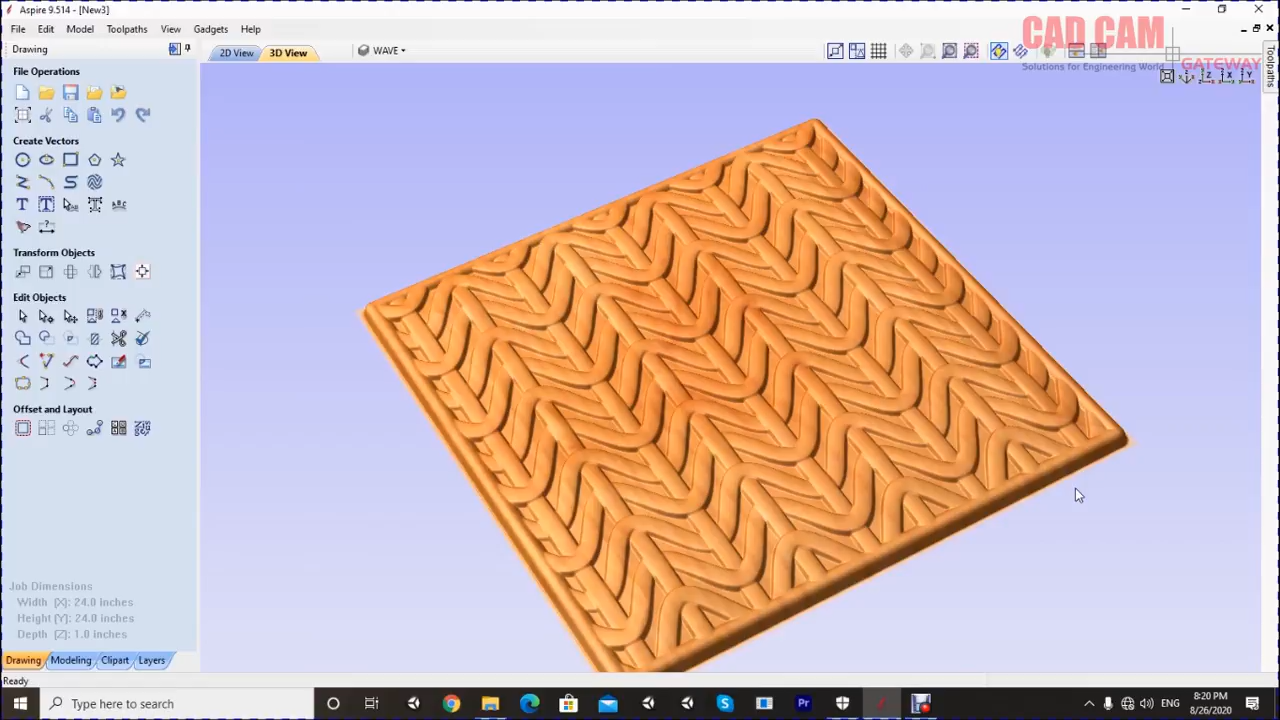 Aspire 9.514 - [New3]
File Edit Model Toolpaths View Gadgets Help
CAD CAM
GATEWAY
Solutions for Engineering World
Drawing
2D View 3D View WAVE
Toolpaths
File Operations
Create Vectors
Transform Objects
Edit Objects
Offset and Layout
Job Dimensions
Width [X]: 24.0 inches
Height [Y]: 24.0 inches
Depth [Z]: 1.0 inches
Drawing Modeling Clipart Layers
Ready
Type here to search
ENG
8:20 PM
8/26/2020